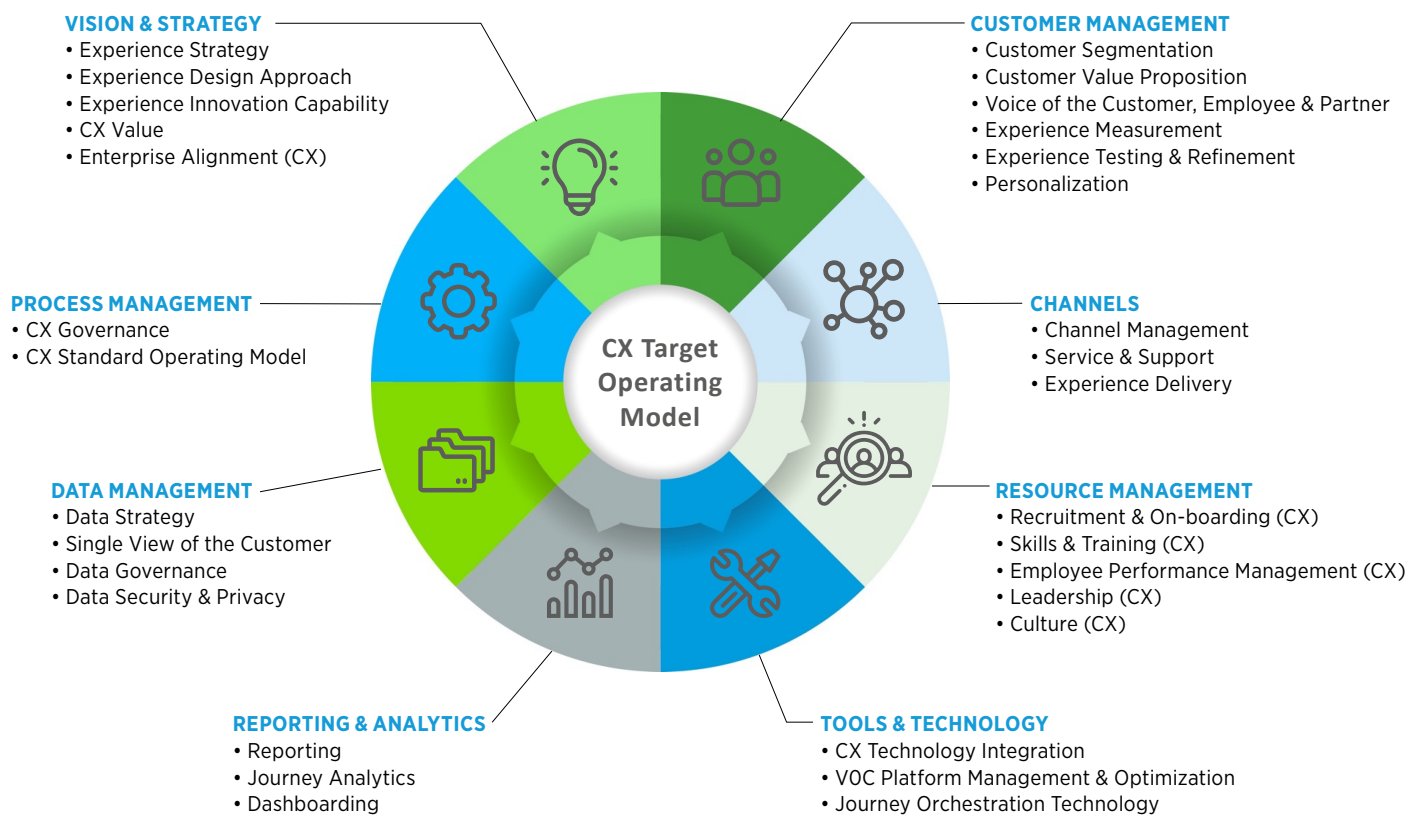 VISION & STRATEGY
• Experience Strategy
• Experience Design Approach
• Experience Innovation Capability
• CX Value
• Enterprise Alignment (CX)
CUSTOMER MANAGEMENT
• Customer Segmentation
• Customer Value Proposition
• Voice of the Customer, Employee & Partner
• Experience Measurement
• Experience Testing & Refinement
• Personalization
PROCESS MANAGEMENT
• CX Governance
• CX Standard Operating Model
CX Target
Operating
Model
CHANNELS
• Channel Management
• Service & Support
• Experience Delivery
DATA MANAGEMENT
• Data Strategy
• Single View of the Customer
• Data Governance
• Data Security & Privacy
RESOURCE MANAGEMENT
• Recruitment & On-boarding (CX)
• Skills & Training (CX)
• Employee Performance Management (CX)
• Leadership (CX)
• Culture (CX)
REPORTING & ANALYTICS
• Reporting
• Journey Analytics
• Dashboarding
TOOLS & TECHNOLOGY
• CX Technology Integration
• V0C Platform Management & Optimization
• Journey Orchestration Technology